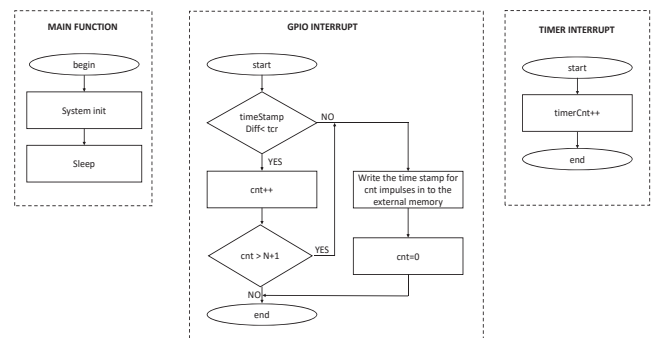 MAIN FUNCTION
begin
System init
Sleep
GPIO INTERRUPT
start
timeStamp
Diff< tcr
NO
YES
cnt++
Write the time stamp for
cnt impulses in to the
external memory
cnt > N+1
YES
cnt=0
NO
end
TIMER INTERRUPT
start
timerCnt++
end